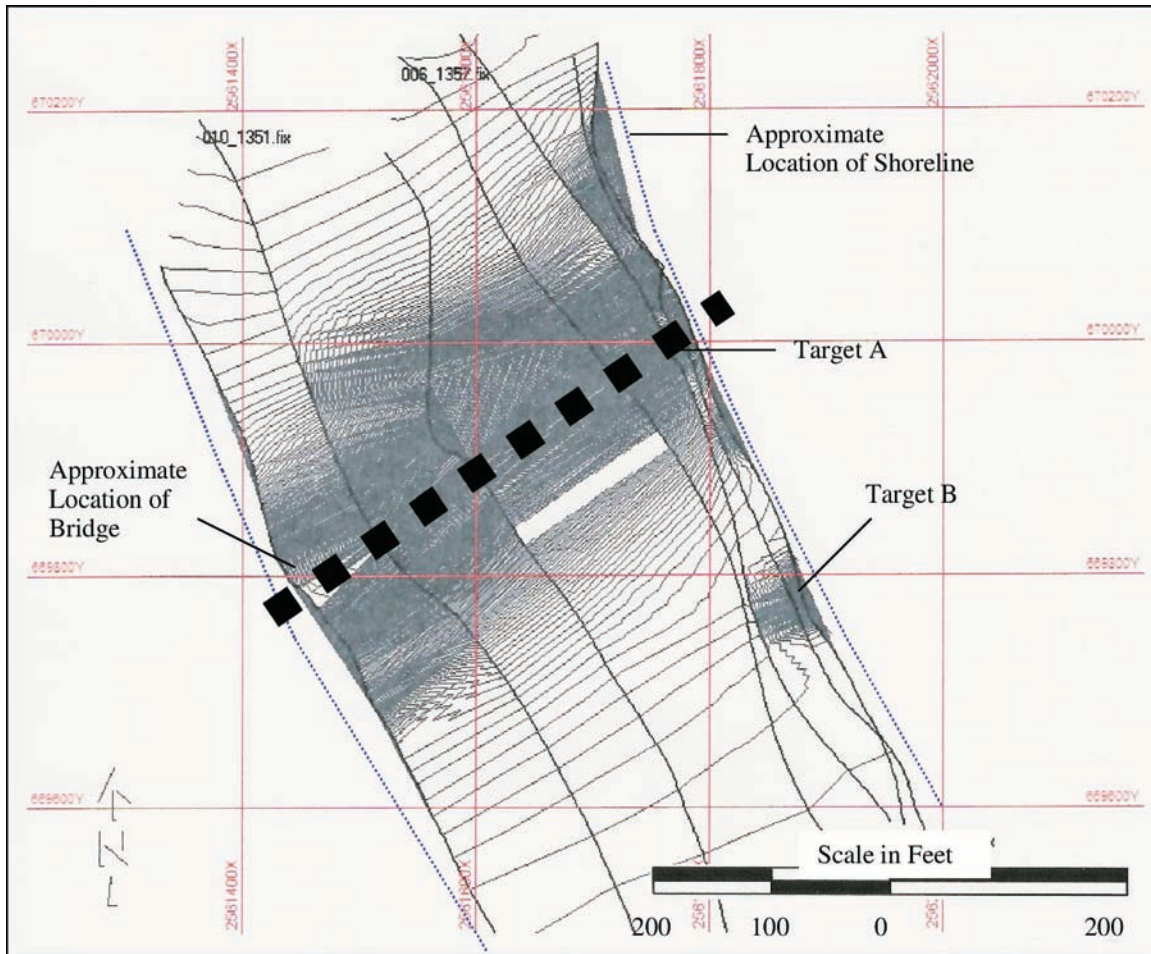 2561400X
2561800X
2562000X
006_1357.fix
670200Y
670200Y
010_1351.fix
Approximate
Location of Shoreline
670000Y
670000Y
Target A
Approximate
Location of
Bridge
Target B
669800Y
669800Y
669600Y
669600Y
N
Scale in Feet
2561400X
200 100 0 200